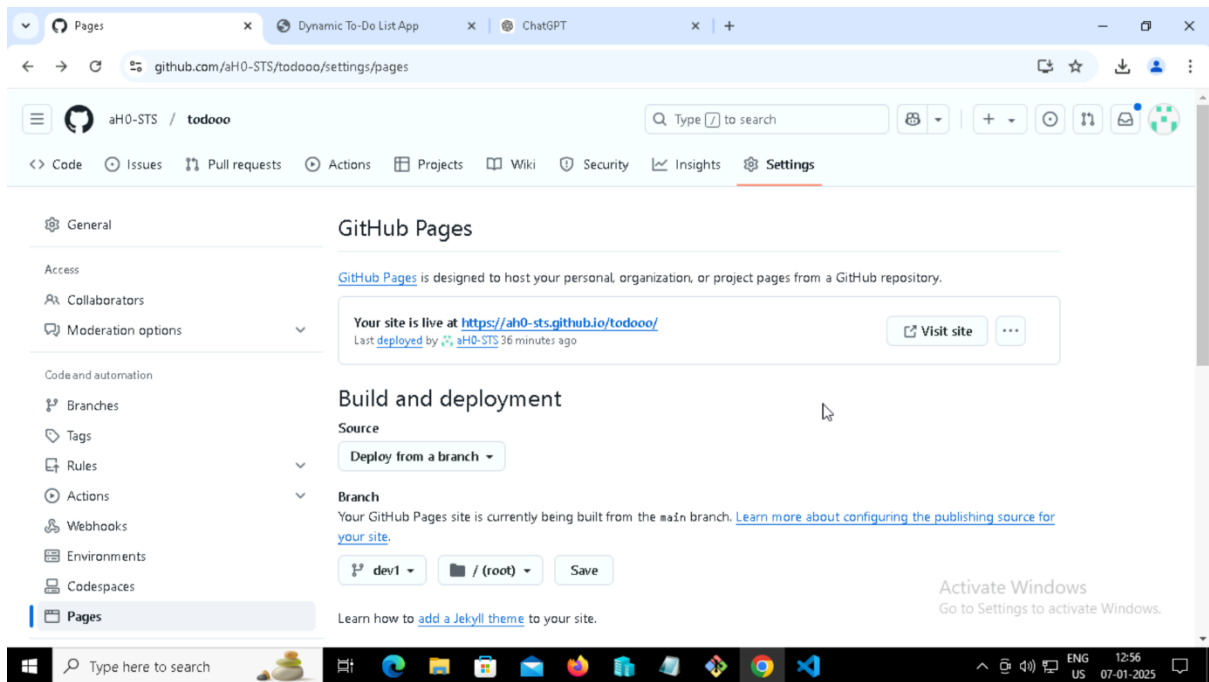 Pages
Dynamic To-Do List App
ChatGPT
github.com/aH0-STS/todooo/settings/pages
aH0-STS / todooo
Type / to search
Code
Issues
Pull requests
Actions
Projects
Wiki
Security
Insights
Settings
General
Access
Collaborators
Moderation options
Code and automation
Branches
Tags
Rules
Actions
Webhooks
Environments
Codespaces
Pages
GitHub Pages
GitHub Pages is designed to host your personal, organization, or project pages from a GitHub repository.
Your site is live at https://ah0-sts.github.io/todooo/
Last deployed by aH0-STS 36 minutes ago
Visit site
Build and deployment
Source
Deploy from a branch
Branch
Your GitHub Pages site is currently being built from the main branch. Learn more about configuring the publishing source for
your site.
dev1
/ (root)
Save
Learn how to add a Jekyll theme to your site.
Activate Windows
Go to Settings to activate Windows.
Type here to search
ENG
US
12:56
07-01-2025